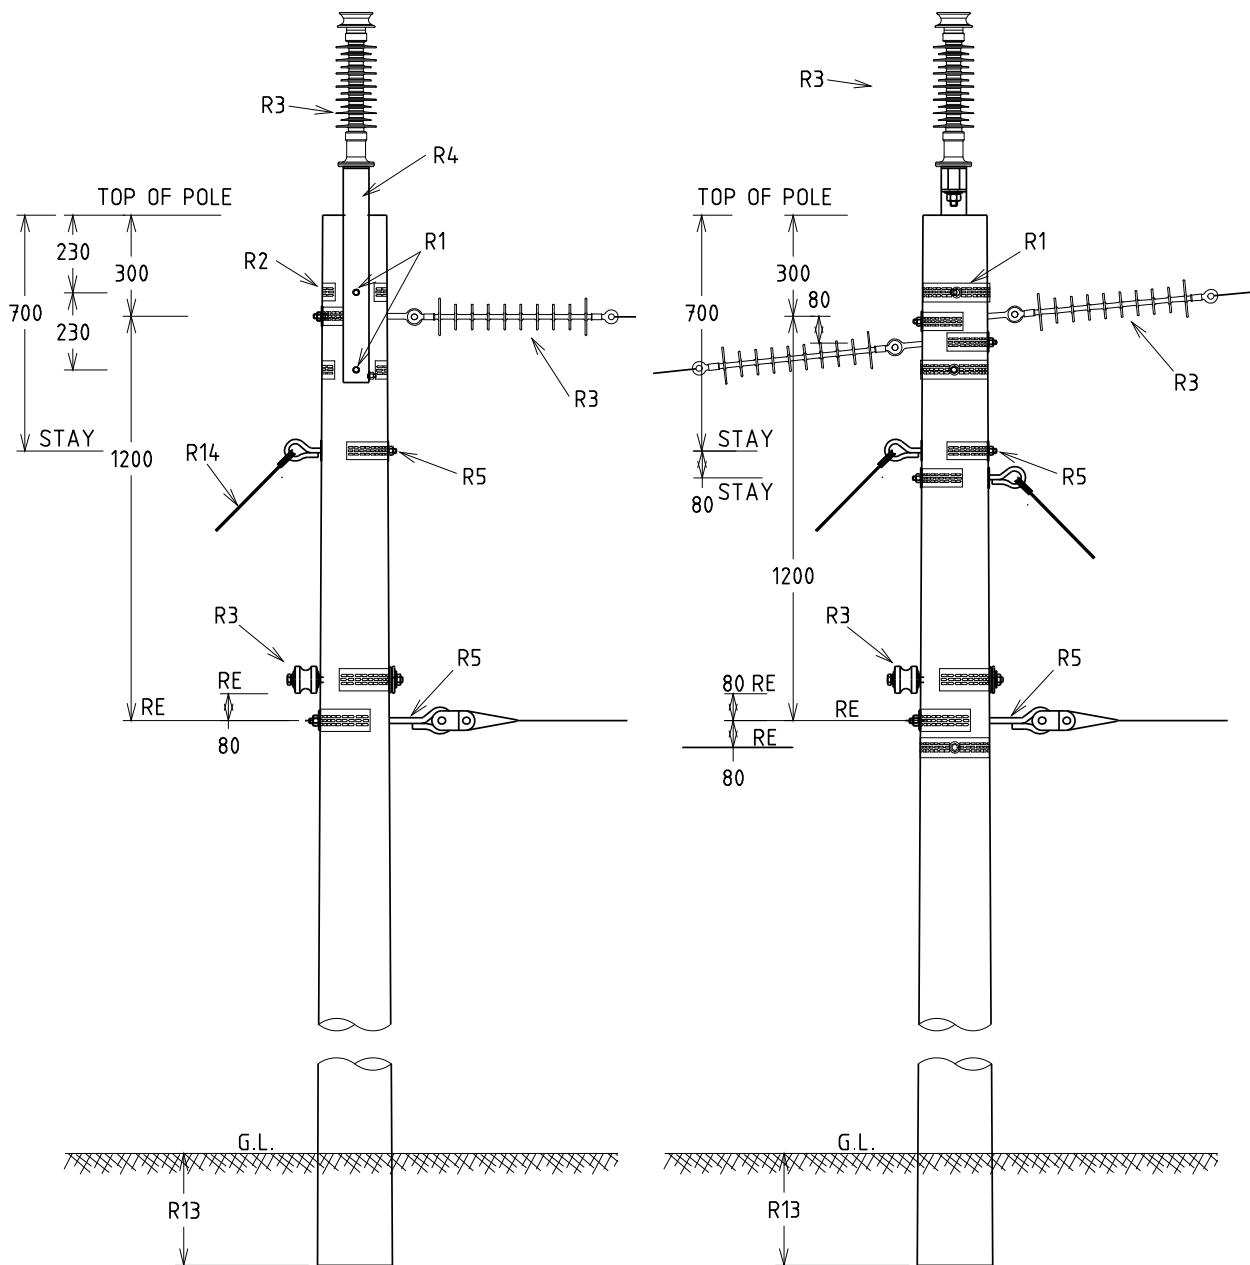 R3
R4
TOP OF POLE
R1
230
R2
300
700
230
R3
STAY
1200
R14
R5
R3
R5
RE
RE
80
G.L.
R13
R3
TOP OF POLE
R1
300
80
700
R3
STAY
R5
80
STAY
1200
R3
R5
80 RE
RE
RE
80
G.L.
R13